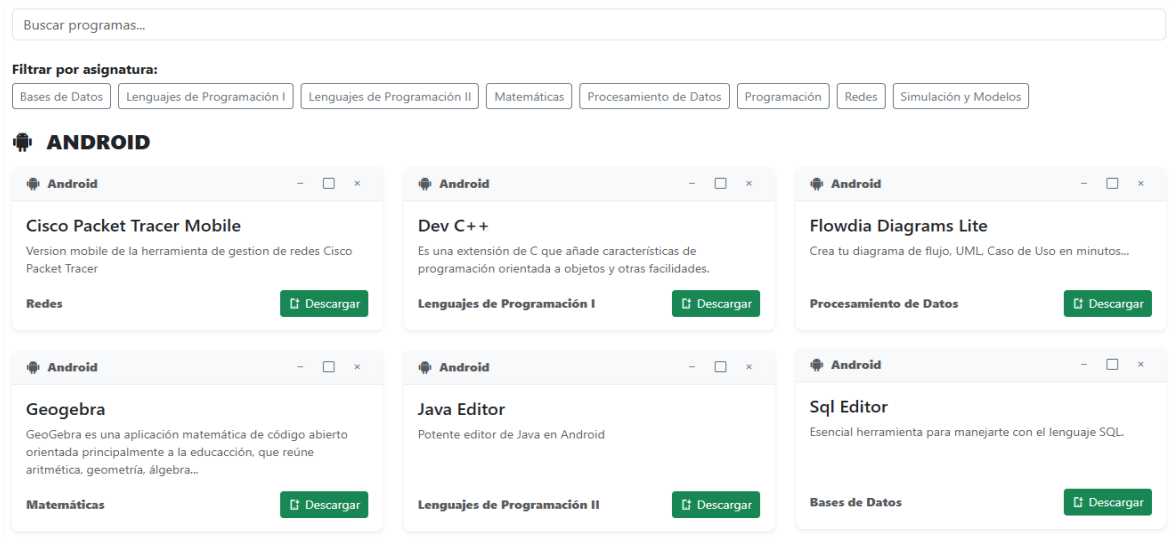 Buscar programas...
Filtrar por asignatura:
Bases de Datos Lenguajes de Programación I Lenguajes de Programación II Matemáticas Procesamiento de Datos Programación Redes Simulación y Modelos
ANDROID
Android
Cisco Packet Tracer Mobile
Version mobile de la herramienta de gestion de redes Cisco
Packet Tracer
Redes Descargar
Android
Dev C++
Es una extensión de C que añade características de
programación orientada a objetos y otras facilidades.
Lenguajes de Programación I Descargar
Android
Flowdia Diagrams Lite
Crea tu diagrama de flujo, UML, Caso de Uso en minutos...
Procesamiento de Datos Descargar
Android
Geogebra
GeoGebra es una aplicación matemática de código abierto
orientada principalmente a la educacción, que reúne
aritmética, geometría, álgebra...
Matemáticas Descargar
Android
Java Editor
Potente editor de Java en Android
Lenguajes de Programación II Descargar
Android
Sql Editor
Esencial herramienta para manejarte con el lenguaje SQL.
Bases de Datos Descargar